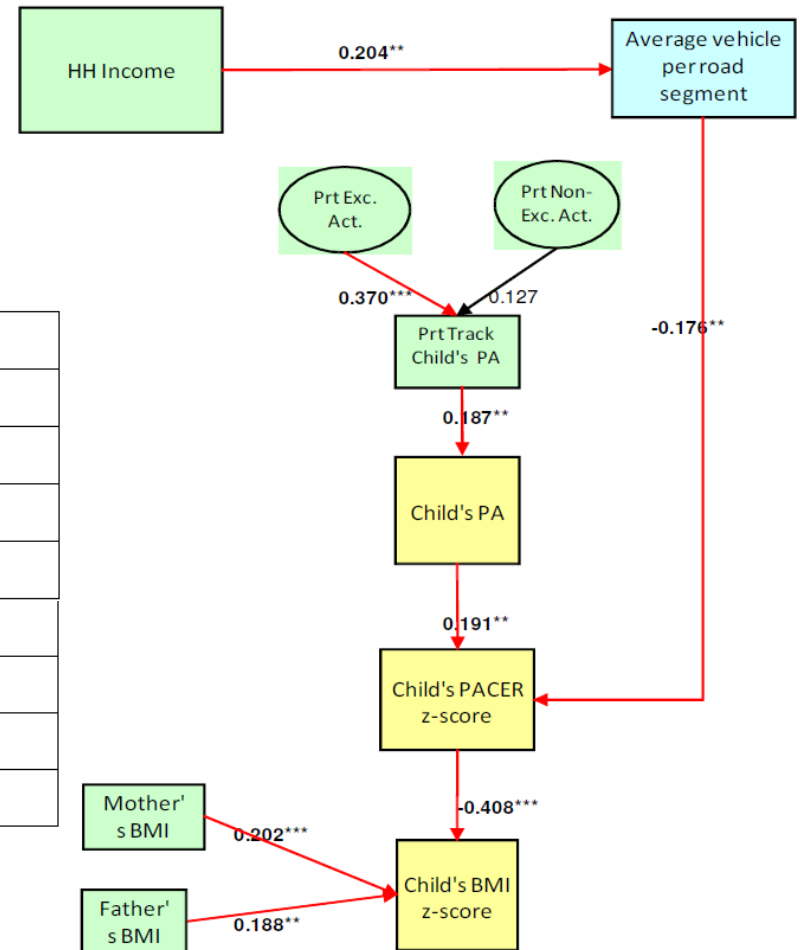 HH Income
0.204**
Average vehicle
per road
segment
Prt Exc.
Act.
Prt Non-
Exc. Act.
0.370***
0.127
Prt Track
Child's PA
-0.176**
0.187**
Child's PA
0.191**
Child's PACER
z-score
-0.408***
Mother'
s BMI
0.202***
Child's BMI
z-score
Father'
s BMI
0.188**